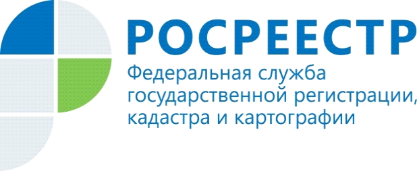 РОСРЕЕСТР
Федеральная служба
государственной регистрации,
кадастра и картографии